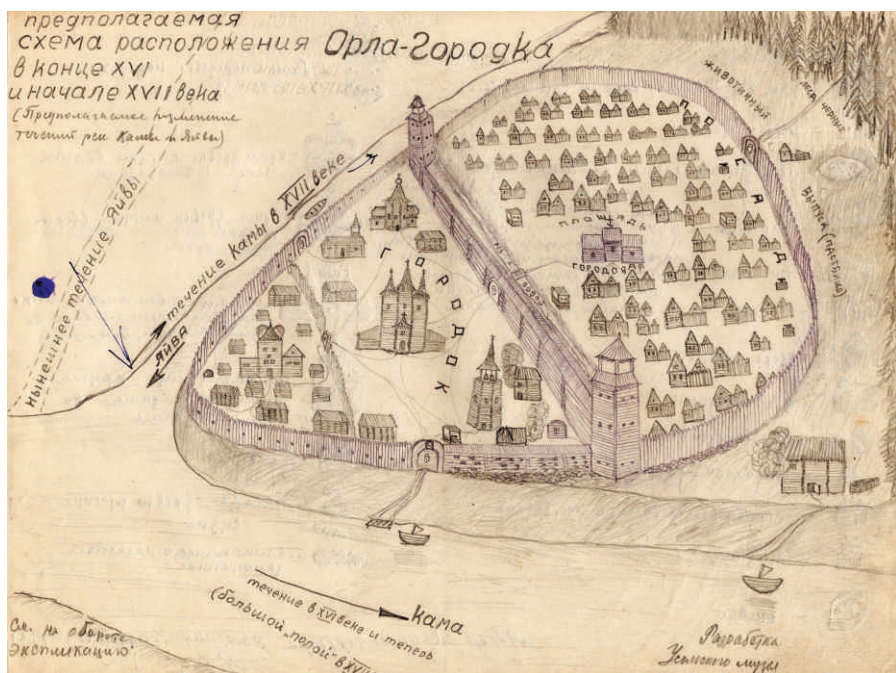 предполагаемая
схема расположения Орла-Городка
в конце XVI
и начале XVII века
(Предполагаемое изменение
течений рек Камы и Яйвы)
нынешнее течение Яйвы
течение Камы в XVII веке
Яйва
ГОРОДОК
ПОСАД
площадь
городовая
животинный
выпуск (пастбище)
лес черный
течение в XVI веке и теперь
Кама
(большой „полой" в XVII
См. на обороте
экспликацию
Разработка
Усольского музея